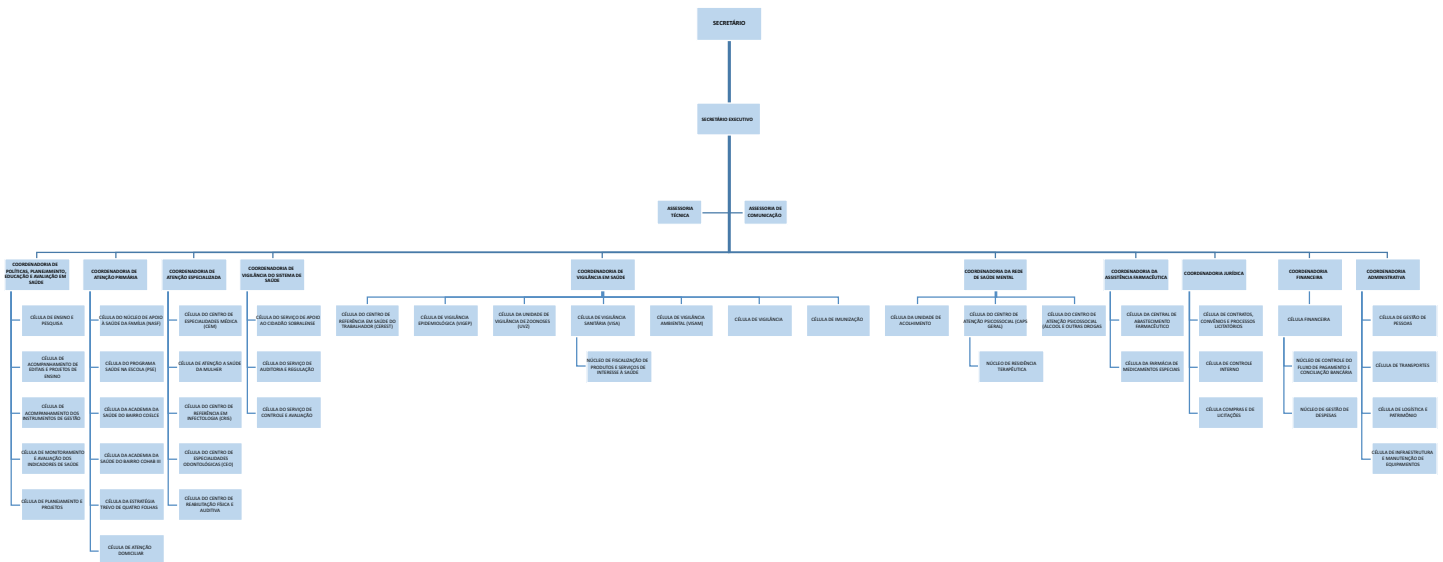 SECRETÁRIO
SECRETÁRIO EXECUTIVO
ASSESSORIA
TÉCNICA
ASSESSORIA DE
COMUNICAÇÃO
COORDENADORIA DE
POLÍTICAS, PLANEJAMENTO,
EDUCAÇÃO E AVALIAÇÃO EM
SAÚDE
CÉLULA DE ENSINO E
PESQUISA
CÉLULA DE
ACOMPANHAMENTO DE
EDITAIS E PROJETOS DE
ENSINO
CÉLULA DE
ACOMPANHAMENTO DOS
INSTRUMENTOS DE GESTÃO
CÉLULA DE MONITORAMENTO
E AVALIAÇÃO DOS
INDICADORES DE SAÚDE
CÉLULA DE PLANEJAMENTO E
PROJETOS
COORDENADORIA DE
ATENÇÃO PRIMÁRIA
CÉLULA DO NÚCLEO DE APOIO
À SAÚDE DA FAMÍLIA (NASF)
CÉLULA DO PROGRAMA
SAÚDE NA ESCOLA (PSE)
CÉLULA DA ACADEMIA DA
SAÚDE DO BAIRRO COELCE
CÉLULA DA ACADEMIA DA
SAÚDE DO BAIRRO COHAB III
CÉLULA DA ESTRATÉGIA
TREVO DE QUATRO FOLHAS
CÉLULA DE ATENÇÃO
DOMICILIAR
COORDENADORIA DE
ATENÇÃO ESPECIALIZADA
CÉLULA DO CENTRO DE
ESPECIALIDADES MÉDICA
(CEM)
CÉLULA DE ATENÇÃO A SAÚDE
DA MULHER
CÉLULA DO CENTRO DE
REFERÊNCIA EM
INFECTOLOGIA (CRIS)
CÉLULA DO CENTRO DE
ESPECIALIDADES
ODONTOLÓGICAS (CEO)
CÉLULA DO CENTRO DE
REABILITAÇÃO FÍSICA E
AUDITIVA
COORDENADORIA DE
VIGILÂNCIA DO SISTEMA DE
SAÚDE
CÉLULA DO SERVIÇO DE APOIO
AO CIDADÃO SOBRALENSE
CÉLULA DO SERVIÇO DE
AUDITORIA E REGULAÇÃO
CÉLULA DO SERVIÇO DE
CONTROLE E AVALIAÇÃO
COORDENADORIA DE
VIGILÂNCIA EM SAÚDE
CÉLULA DO CENTRO DE
REFERÊNCIA EM SAÚDE DO
TRABALHADOR (CEREST)
CÉLULA DE VIGILÂNCIA
EPIDEMIOLÓGICA (VIGEP)
CÉLULA DA UNIDADE DE
VIGILÂNCIA DE ZOONOSES
(UVZ)
CÉLULA DE VIGILÂNCIA
SANITÁRIA (VISA)
NÚCLEO DE FISCALIZAÇÃO DE
PRODUTOS E SERVIÇOS DE
INTERESSE À SAÚDE
CÉLULA DE VIGILÂNCIA
AMBIENTAL (VISAM)
CÉLULA DE VIGILÂNCIA
CÉLULA DE IMUNIZAÇÃO
COORDENADORIA DA REDE
DE SAÚDE MENTAL
CÉLULA DA UNIDADE DE
ACOLHIMENTO
CÉLULA DO CENTRO DE
ATENÇÃO PSICOSSOCIAL (CAPS
GERAL)
NÚCLEO DE RESIDÊNCIA
TERAPÊUTICA
CÉLULA DO CENTRO DE
ATENÇÃO PSICOSSOCIAL
(ÁLCOOL E OUTRAS DROGAS
COORDENADORIA DA
ASSISTÊNCIA FARMACÊUTICA
CÉLULA DA CENTRAL DE
ABASTECIMENTO
FARMACÊUTICO
CÉLULA DA FARMÁCIA DE
MEDICAMENTOS ESPECIAIS
COORDENADORIA JURÍDICA
CÉLULA DE CONTRATOS,
CONVÊNIOS E PROCESSOS
LICITATÓRIOS
CÉLULA DE CONTROLE
INTERNO
CÉLULA COMPRAS E DE
LICITAÇÕES
COORDENADORIA
FINANCEIRA
CÉLULA FINANCEIRA
NÚCLEO DE CONTROLE DO
FLUXO DE PAGAMENTO E
CONCILIAÇÃO BANCÁRIA
NÚCLEO DE GESTÃO DE
DESPESAS
COORDENADORIA
ADMINISTRATIVA
CÉLULA DE GESTÃO DE
PESSOAS
CÉLULA DE TRANSPORTES
CÉLULA DE LOGÍSTICA E
PATRIMÔNIO
CÉLULA DE INFRAESTRUTURA
E MANUTENÇÃO DE
EQUIPAMENTOS